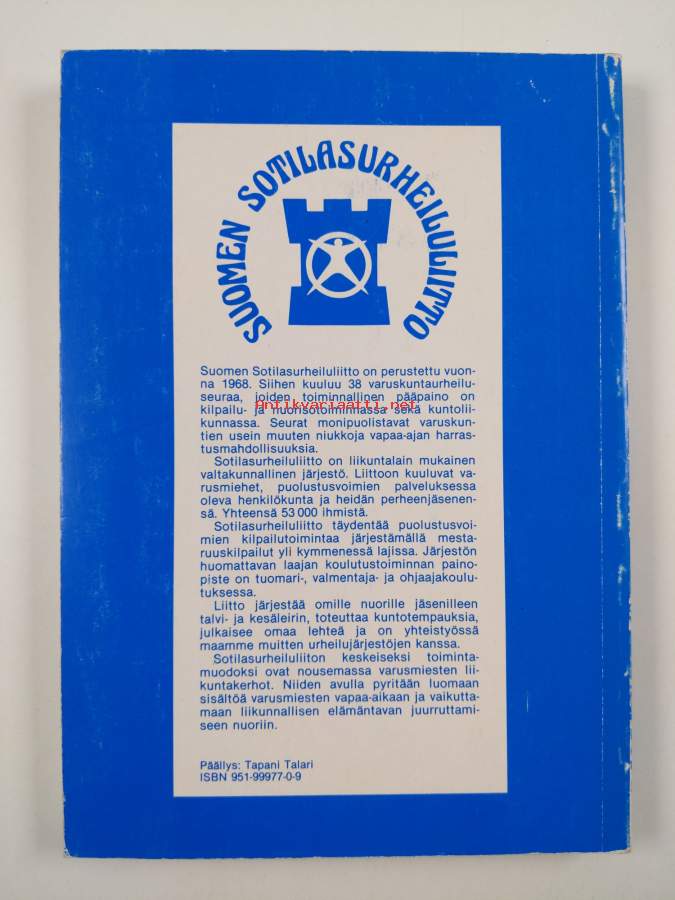 SUOMEN SOTILASURHEILULIITTO
Suomen Sotilasurheiluliitto on perustettu vuon-
na 1968. Siihen kuuluu 38 varuskuntaurheilu-
seuraa, joiden toiminnallinen pääpaino on
Antikvariaatti.net
kilpailu- ja nuorisotoiminnassa sekä kuntolii-
kunnassa. Seurat monipuolistavat varuskun-
tien usein muuten niukkoja vapaa-ajan harras-
tusmahdollisuuksia.
Sotilasurheiluliitto on liikuntalain mukainen
valtakunnallinen järjestö. Liittoon kuuluvat va-
rusmiehet, puolustusvoimien palveluksessa
oleva henkilökunta ja heidän perheenjäsenen-
sä. Yhteensä 53 000 ihmistä.
Sotilasurheiluliitto täydentää puolustusvoi-
mien kilpailutoimintaa järjestämällä mesta-
ruuskilpailut yli kymmenessä lajissa. Järjestön
huomattavan laajan koulutustoiminnan paino-
piste on tuomari-, valmentaja- ja ohjaajakoulu-
tuksessa.
Liitto järjestää omille nuorille jäsenilleen
talvi- ja kesäleirin, toteuttaa kuntotempauksia,
julkaisee omaa lehteä ja on yhteistyössä
maamme muitten urheilujärjestöjen kanssa.
Sotilasurheiluliiton keskeiseksi toiminta-
muodoksi ovat nousemassa varusmiesten lii-
kuntakerhot. Niiden avulla pyritään luomaan
sisältöä varusmiesten vapaa-aikaan ja vaikutta-
maan liikunnallisen elämäntavan juurruttami-
seen nuoriin.
Päällys: Tapani Talari
ISBN 951-99977-0-9